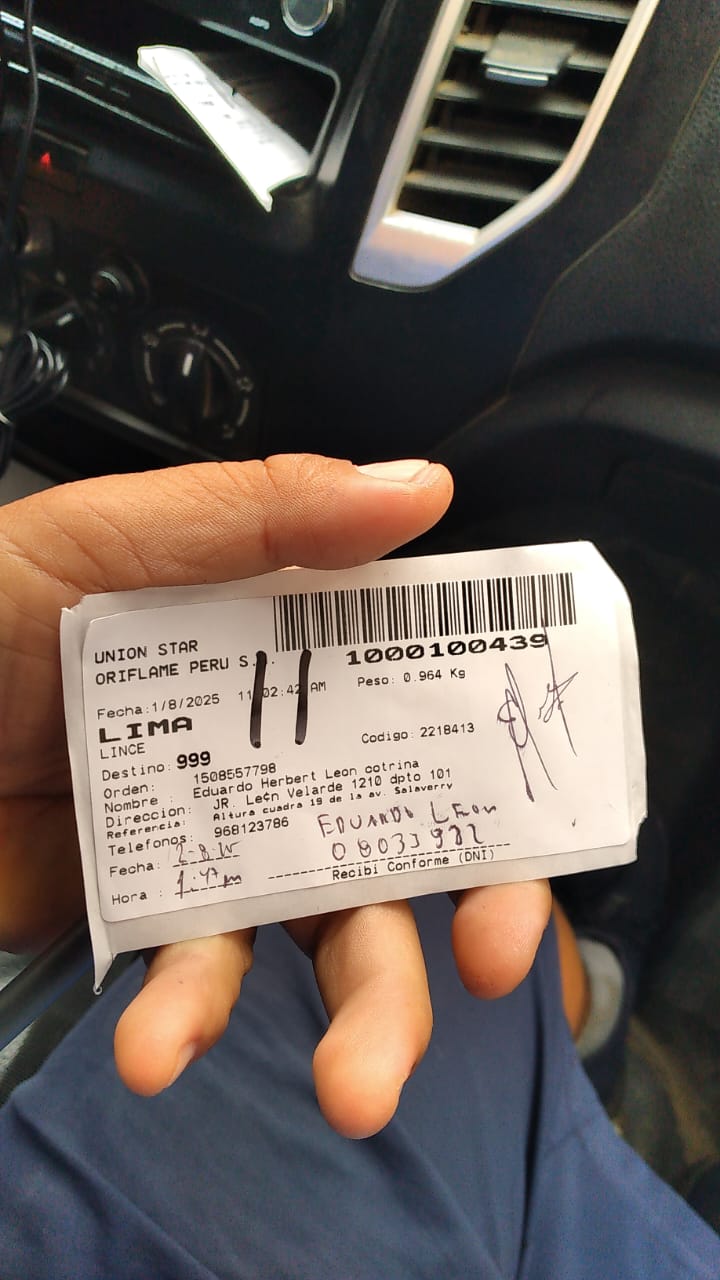 UNION STAR
ORIFLAME PERU S.
1000100439
Fecha:1/8/2025 11:02:42 AM
Peso: 0.964 Kg
11
LIMA
LINCE
Codigo: 2218413
Destino: 999
Orden: 1508557798
Nombre : Eduardo Herbert Leon cotrina
Direccion: JR. Le¢n Velarde 1210 dpto 101
Referencia: Altura cuadra 19 de la av. Salaverry
Telefonos: 968123786
EDUARDO LEON
Fecha:
Hora :
Recibi Conforme (DNI)